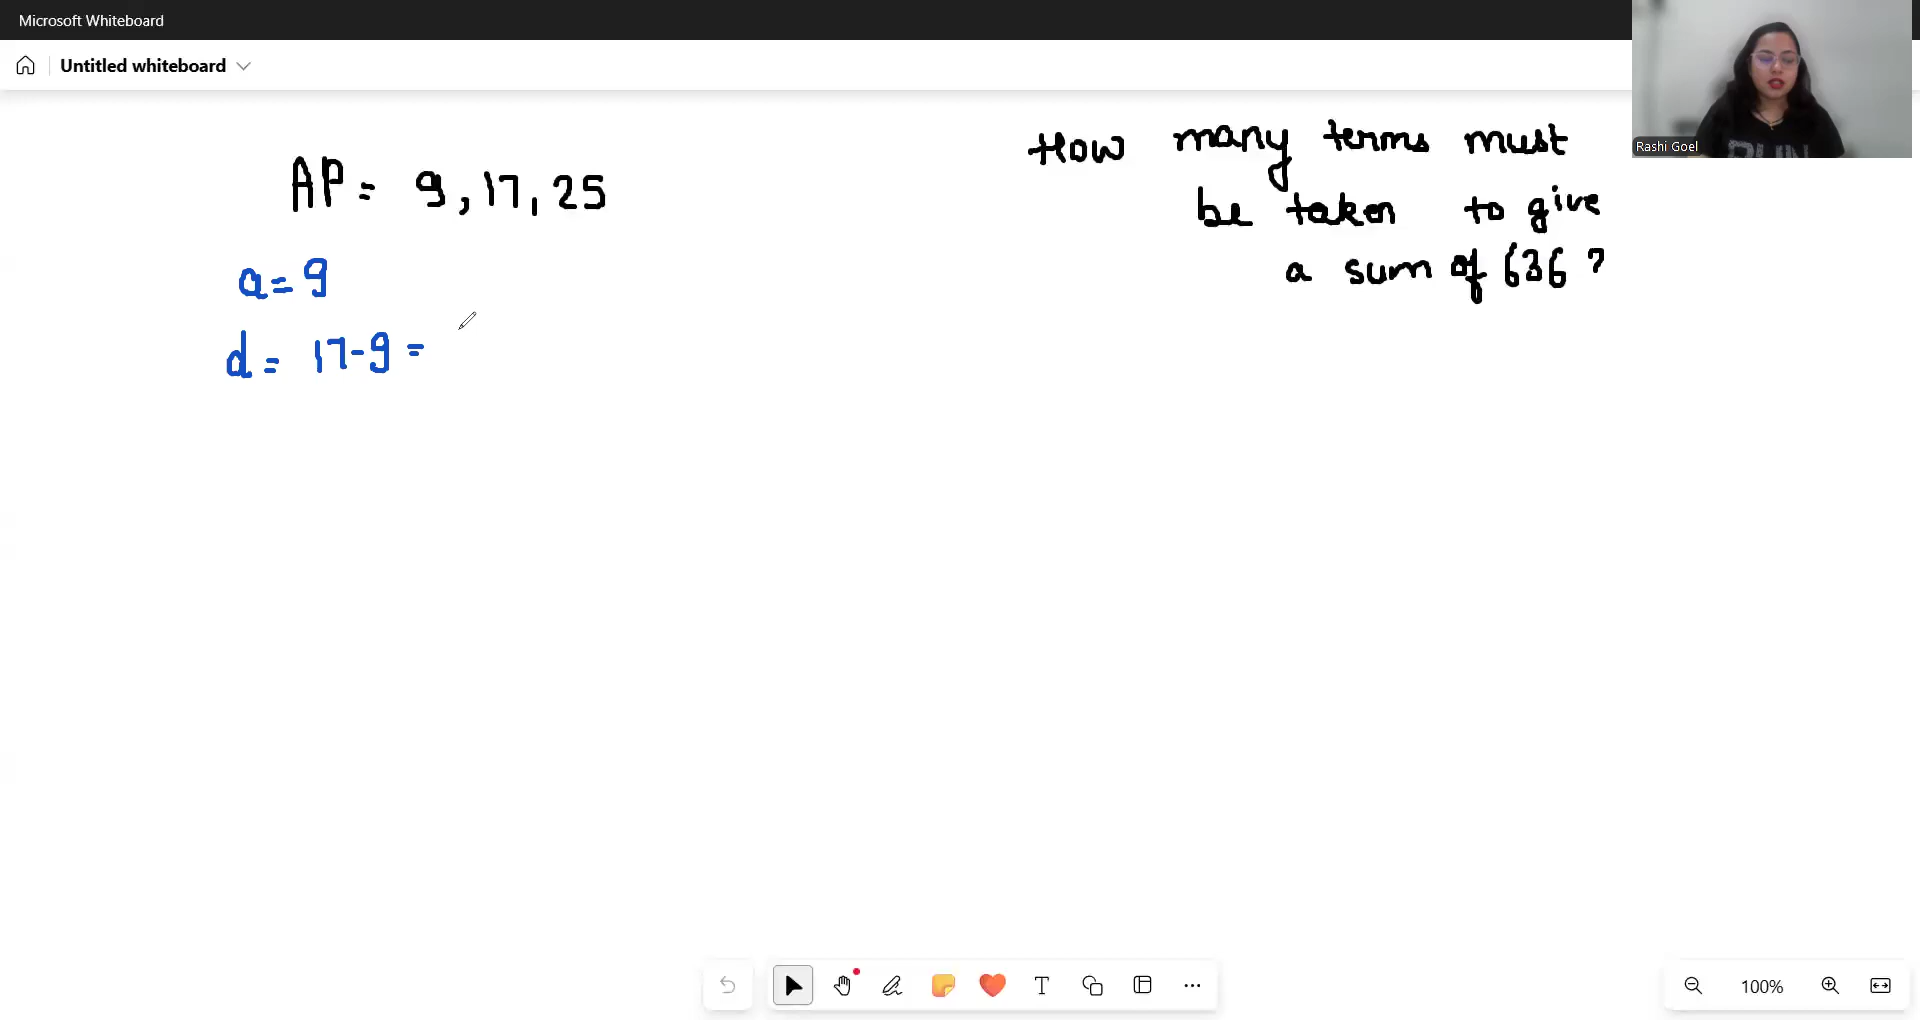 Microsoft Whiteboard
Untitled whiteboard
Rashi Goel
RUN
AP = 9, 17, 25
How many terms must
be taken to give
a sum of 636 ?
a = 9
d = 17 - 9 =
T
100%